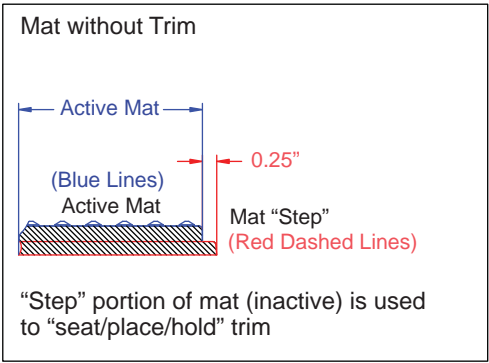 Mat without Trim
Active Mat
0.25”
(Blue Lines)
Active Mat
Mat “Step”
(Red Dashed Lines)
“Step” portion of mat (inactive) is used
to “seat/place/hold” trim